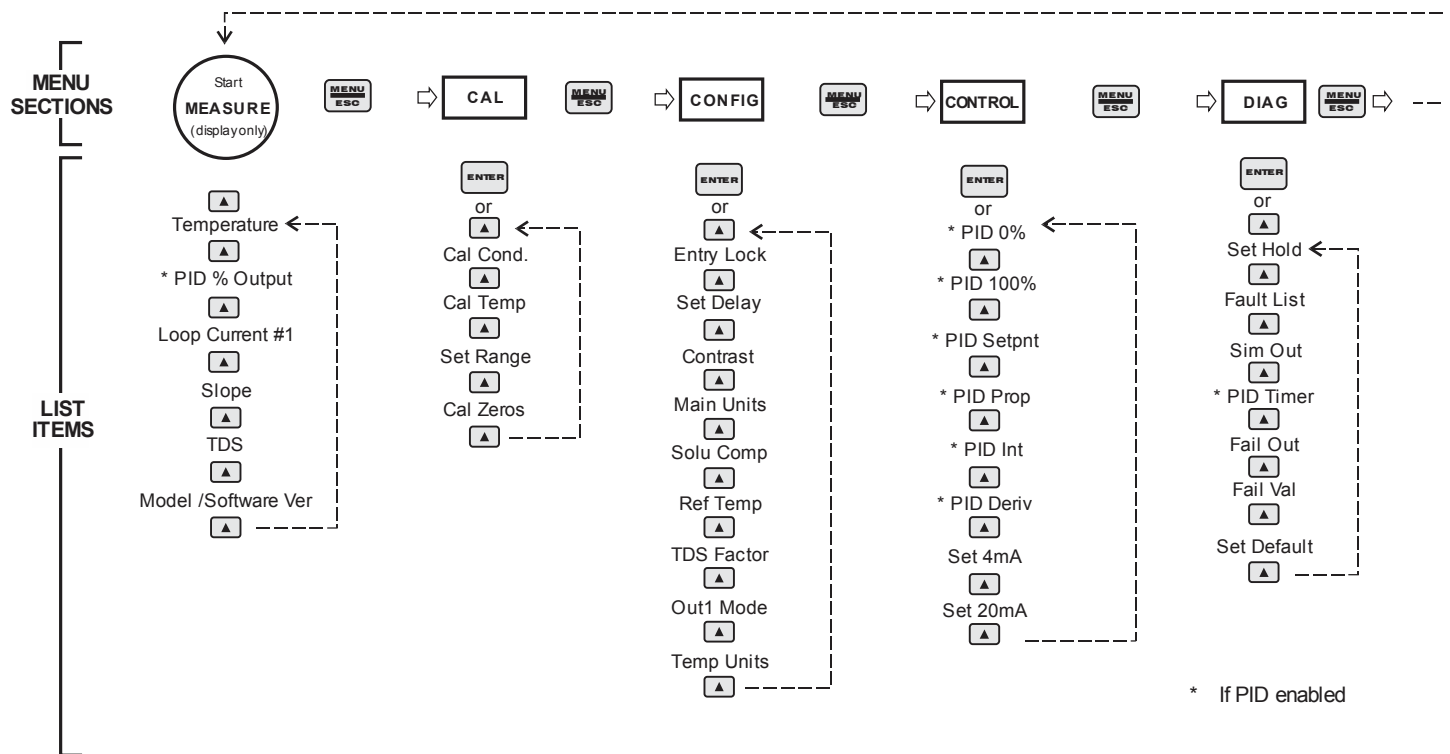 MENU
SECTIONS
Start
MEASURE
(display only)
MENU
ESC
CAL
MENU
ESC
CONFIG
MENU
ESC
CONTROL
MENU
ESC
DIAG
MENU
ESC
LIST
ITEMS
Temperature
* PID % Output
Loop Current #1
Slope
TDS
Model /Software Ver
ENTER
or
Cal Cond.
Cal Temp
Set Range
Cal Zeros
ENTER
or
Entry Lock
Set Delay
Contrast
Main Units
Solu Comp
Ref Temp
TDS Factor
Out1 Mode
Temp Units
ENTER
or
* PID 0%
* PID 100%
* PID Setpnt
* PID Prop
* PID Int
* PID Deriv
Set 4mA
Set 20mA
ENTER
or
Set Hold
Fault List
Sim Out
* PID Timer
Fail Out
Fail Val
Set Default
* If PID enabled